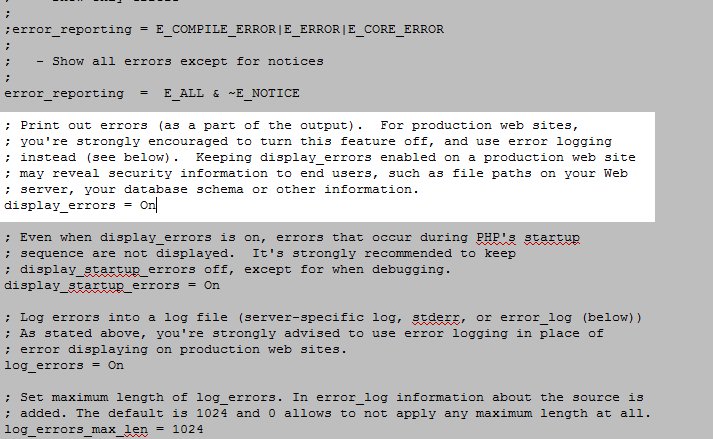 ;
;error_reporting = E_COMPILE_ERROR|E_ERROR|E_CORE_ERROR
;
;   - Show all errors except for notices
;
error_reporting  =  E_ALL & ~E_NOTICE
; Print out errors (as a part of the output).  For production web sites,
; you're strongly encouraged to turn this feature off, and use error logging
; instead (see below).  Keeping display_errors enabled on a production web site
; may reveal security information to end users, such as file paths on your Web
; server, your database schema or other information.
display_errors = On
; Even when display_errors is on, errors that occur during PHP's startup
; sequence are not displayed.  It's strongly recommended to keep
; display_startup_errors off, except for when debugging.
display_startup_errors = On
; Log errors into a log file (server-specific log, stderr, or error_log (below))
; As stated above, you're strongly advised to use error logging in place of
; error displaying on production web sites.
log_errors = On
; Set maximum length of log_errors. In error_log information about the source is
; added. The default is 1024 and 0 allows to not apply any maximum length at all.
log_errors_max_len = 1024